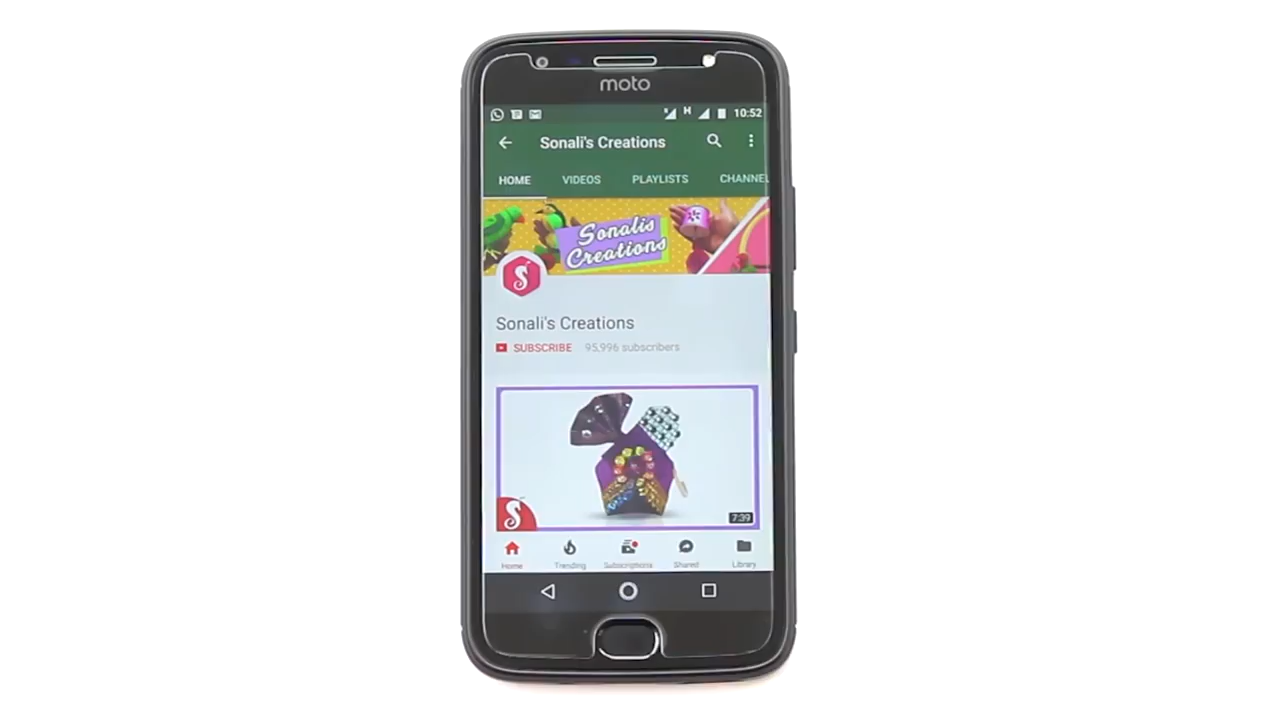 moto
H 10:52
Sonali's Creations
HOME VIDEOS PLAYLISTS CHANNEL
Sonalis
Creations
S
Sonali's Creations
SUBSCRIBE 95,996 subscribers
S
7:39
Home Trending Subscriptions Shared Library